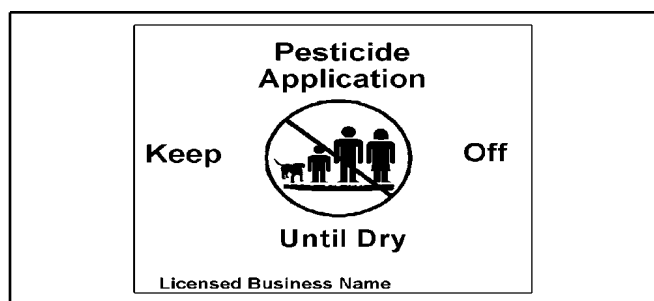 Pesticide
Application
Keep Off
Until Dry
Licensed Business Name